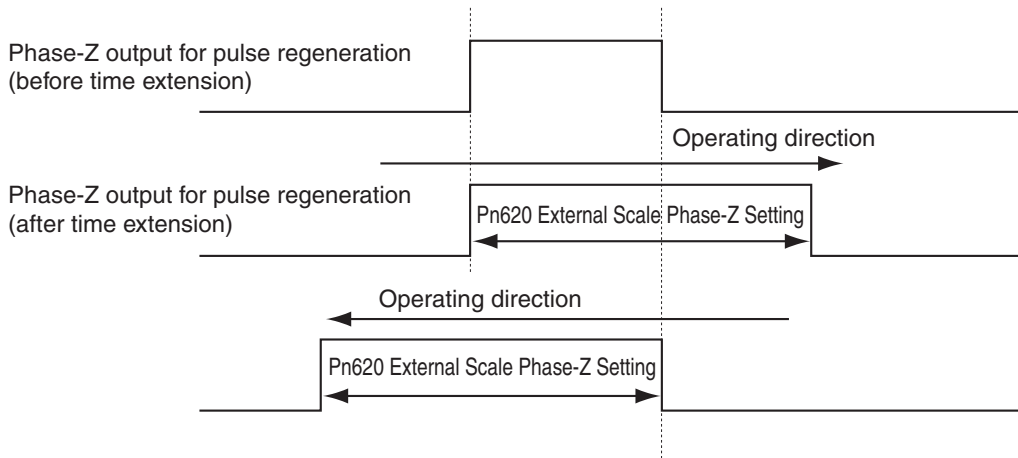 Phase-Z output for pulse regeneration
(before time extension)
Operating direction
Phase-Z output for pulse regeneration
(after time extension)
Pn620 External Scale Phase-Z Setting
Operating direction
Pn620 External Scale Phase-Z Setting